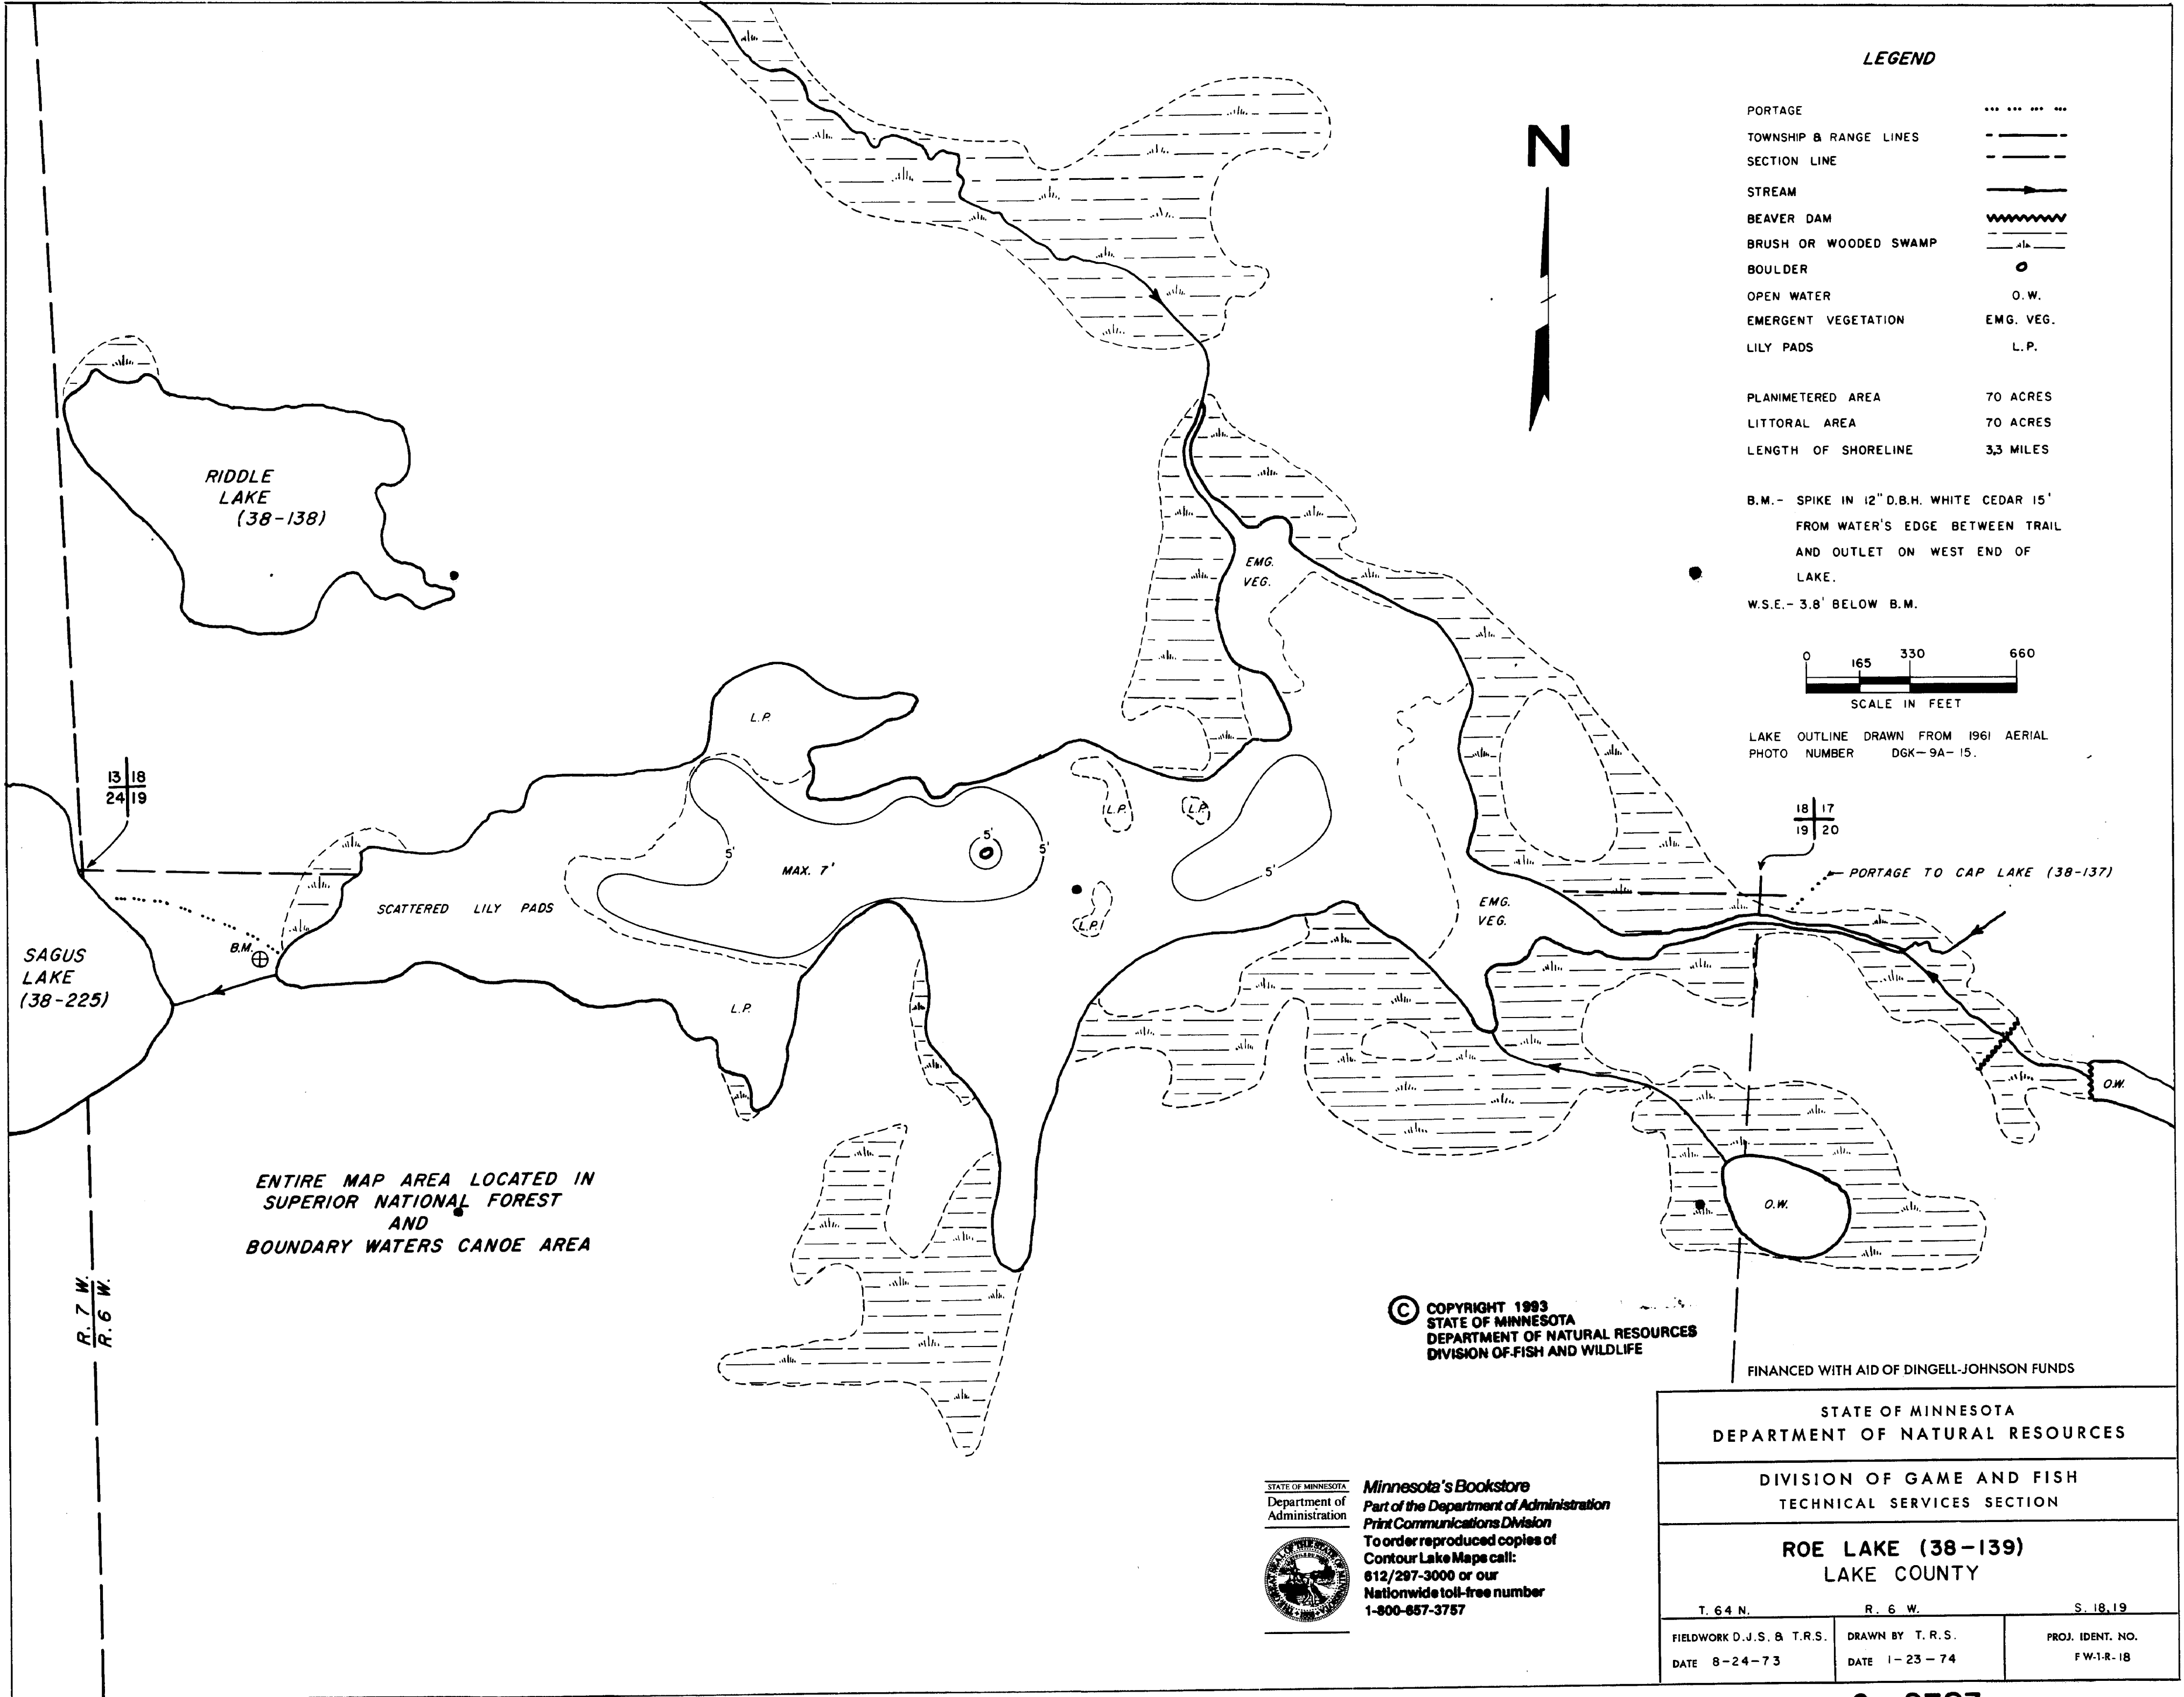 LEGEND
PORTAGE
TOWNSHIP & RANGE LINES
SECTION LINE
STREAM
BEAVER DAM
BRUSH OR WOODED SWAMP
BOULDER
OPEN WATER O.W.
EMERGENT VEGETATION EMG. VEG.
LILY PADS L.P.
PLANIMETERED AREA 70 ACRES
LITTORAL AREA 70 ACRES
LENGTH OF SHORELINE 3.3 MILES
B.M.- SPIKE IN 12" D.B.H. WHITE CEDAR 15'
FROM WATER'S EDGE BETWEEN TRAIL
AND OUTLET ON WEST END OF
LAKE.
W.S.E.- 3.8' BELOW B.M.
0 165 330 660
SCALE IN FEET
LAKE OUTLINE DRAWN FROM 1961 AERIAL
PHOTO NUMBER DGK-9A-15.
N
RIDDLE
LAKE
(38-138)
EMG.
VEG.
L.P.
13 18
24 19
18 17
19 20
PORTAGE TO CAP LAKE (38-137)
L.P.
L.P.
5'
5'
5'
5'
MAX. 7'
SCATTERED LILY PADS
L.P.
EMG.
VEG.
B.M.
SAGUS
LAKE
(38-225)
L.P.
O.W.
O.W.
ENTIRE MAP AREA LOCATED IN
SUPERIOR NATIONAL FOREST
AND
BOUNDARY WATERS CANOE AREA
R. 7 W.
R. 6 W.
© COPYRIGHT 1993
STATE OF MINNESOTA
DEPARTMENT OF NATURAL RESOURCES
DIVISION OF FISH AND WILDLIFE
FINANCED WITH AID OF DINGELL-JOHNSON FUNDS
STATE OF MINNESOTA
Department of
Administration
Minnesota's Bookstore
Part of the Department of Administration
Print Communications Division
To order reproduced copies of
Contour Lake Maps call:
612/297-3000 or our
Nationwide toll-free number
1-800-657-3757
STATE OF MINNESOTA
DEPARTMENT OF NATURAL RESOURCES
DIVISION OF GAME AND FISH
TECHNICAL SERVICES SECTION
ROE LAKE (38-139)
LAKE COUNTY
T. 64 N. R. 6 W. S. 18,19
FIELDWORK D.J.S. & T.R.S.
DATE 8-24-73
DRAWN BY T.R.S.
DATE 1-23-74
PROJ. IDENT. NO.
FW-1-R-18